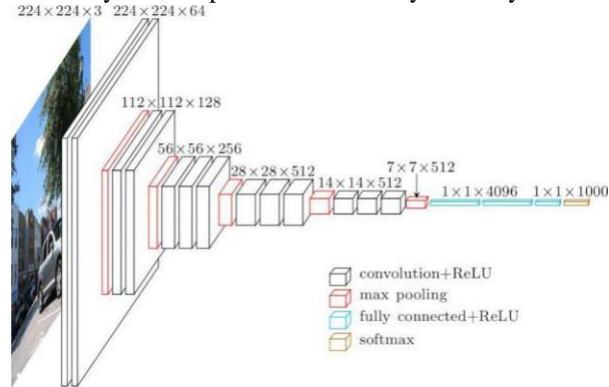 224×224×3 224×224×64
112×112×128
56×56×256
28×28×512
14×14×512
7×7×512
1×1×4096 1×1×1000
convolution+ReLU
max pooling
fully connected+ReLU
softmax